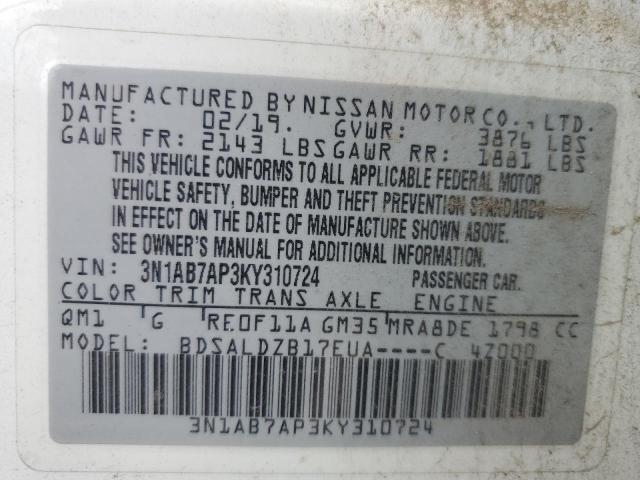 MANUFACTURED BY NISSAN MOTOR CO., LTD.
DATE: 02/19. GVWR: 3876 LBS
GAWR FR: 2143 LBS GAWR RR: 1881 LBS
THIS VEHICLE CONFORMS TO ALL APPLICABLE FEDERAL MOTOR
VEHICLE SAFETY, BUMPER AND THEFT PREVENTION STANDARDS
IN EFFECT ON THE DATE OF MANUFACTURE SHOWN ABOVE.
SEE OWNER'S MANUAL FOR ADDITIONAL INFORMATION.
VIN: 3N1AB7AP3KY310724 PASSENGER CAR.
COLOR TRIM TRANS AXLE ENGINE
QM1 G RE0F11A GM35 MRA8DE 1798 CC
MODEL: BDSALDZB17EUA----C 4Z000
3N1AB7AP3KY310724